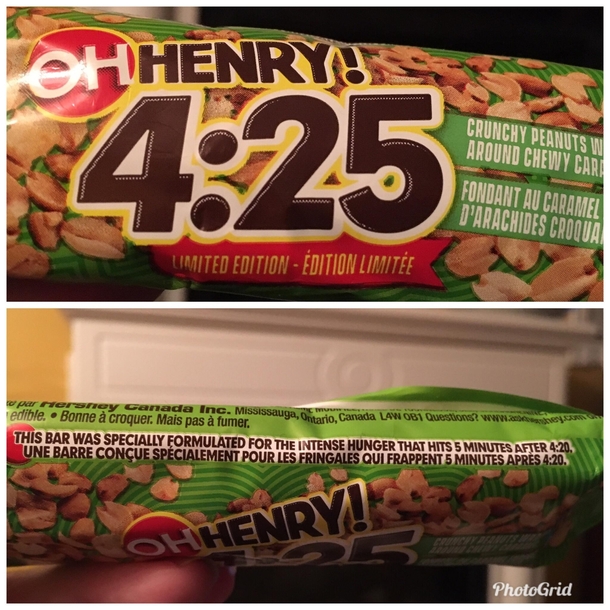 OH HENRY!
4:25
CRUNCHY PEANUTS
AROUND CHEWY
FONDANT AU CARAMEL
D'ARACHIDES
LIMITED EDITION - ÉDITION LIMITÉE
par Hershey Canada Inc. Mississauga, Ontario, Canada L4W 0B1 Questions?
edible. • Bonne à croquer. Mais pas à fumer.
THIS BAR WAS SPECIALLY FORMULATED FOR THE INTENSE HUNGER THAT HITS 5 MINUTES AFTER 4:20.
UNE BARRE CONÇUE SPÉCIALEMENT POUR LES FRINGALES QUI FRAPPENT 5 MINUTES APRÈS 4:20.
OH HENRY!
4:25
PhotoGrid